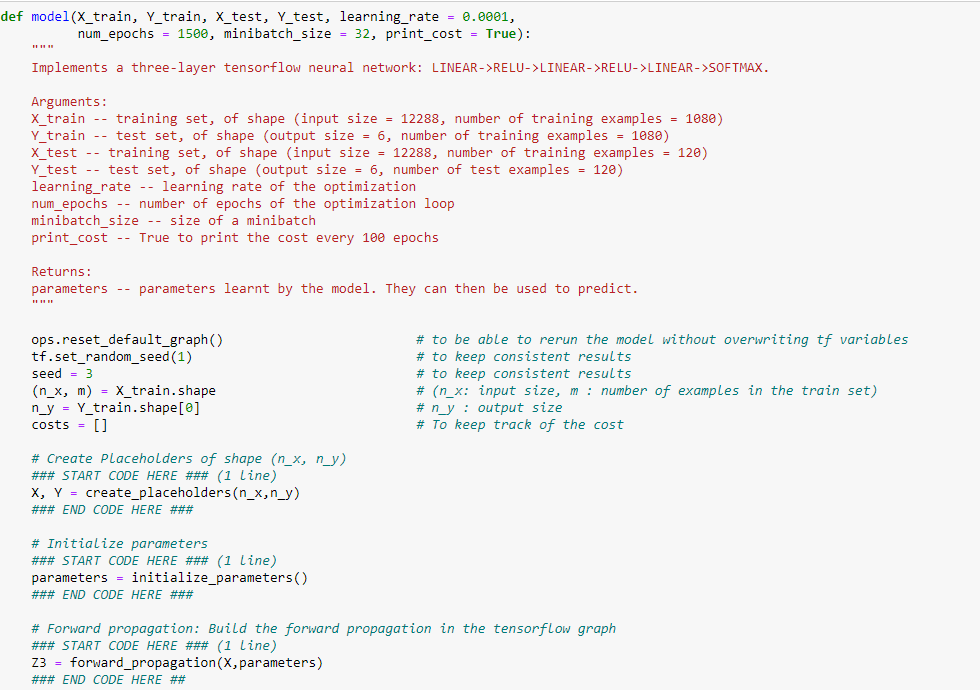 def model(X_train, Y_train, X_test, Y_test, learning_rate = 0.0001,
          num_epochs = 1500, minibatch_size = 32, print_cost = True):
    """
    Implements a three-layer tensorflow neural network: LINEAR->RELU->LINEAR->RELU->LINEAR->SOFTMAX.

    Arguments:
    X_train -- training set, of shape (input size = 12288, number of training examples = 1080)
    Y_train -- test set, of shape (output size = 6, number of training examples = 1080)
    X_test -- training set, of shape (input size = 12288, number of training examples = 120)
    Y_test -- test set, of shape (output size = 6, number of test examples = 120)
    learning_rate -- learning rate of the optimization
    num_epochs -- number of epochs of the optimization loop
    minibatch_size -- size of a minibatch
    print_cost -- True to print the cost every 100 epochs

    Returns:
    parameters -- parameters learnt by the model. They can then be used to predict.
    """

    ops.reset_default_graph()                         # to be able to rerun the model without overwriting tf variables
    tf.set_random_seed(1)                             # to keep consistent results
    seed = 3                                          # to keep consistent results
    (n_x, m) = X_train.shape                          # (n_x: input size, m : number of examples in the train set)
    n_y = Y_train.shape[0]                            # n_y : output size
    costs = []                                        # To keep track of the cost

    # Create Placeholders of shape (n_x, n_y)
    ### START CODE HERE ### (1 line)
    X, Y = create_placeholders(n_x,n_y)
    ### END CODE HERE ###

    # Initialize parameters
    ### START CODE HERE ### (1 line)
    parameters = initialize_parameters()
    ### END CODE HERE ###

    # Forward propagation: Build the forward propagation in the tensorflow graph
    ### START CODE HERE ### (1 line)
    Z3 = forward_propagation(X,parameters)
    ### END CODE HERE ##